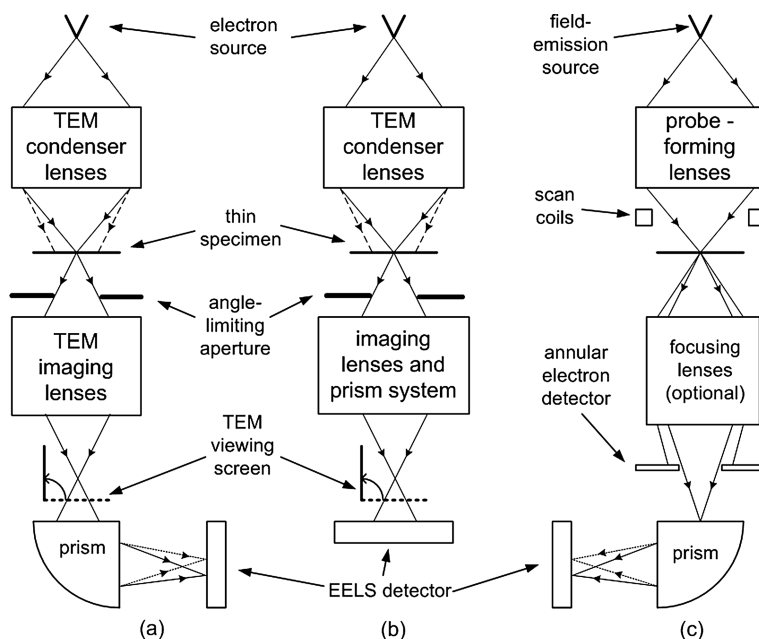 electron
source
field-
emission
source
TEM
condenser
lenses
TEM
condenser
lenses
probe -
forming
lenses
scan
coils
thin
specimen
angle-
limiting
aperture
TEM
imaging
lenses
imaging
lenses and
prism system
focusing
lenses
(optional)
annular
electron
detector
TEM
viewing
screen
prism
prism
EELS detector
(a)
(b)
(c)